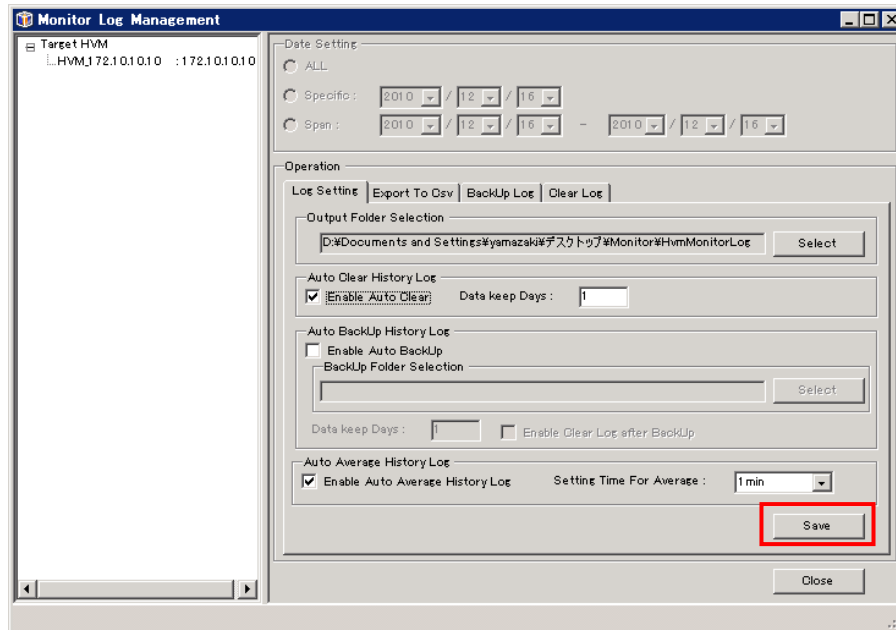 Monitor Log Management
Target HVM
HVM_172.10.10.10 : 172.10.10.10
Date Setting
ALL
Specific : 2010 / 12 / 16
Span : 2010 / 12 / 16 - 2010 / 12 / 16
Operation
Log Setting Export To Csv BackUp Log Clear Log
Output Folder Selection
D:¥Documents and Settings¥yamazaki¥デスクトップ¥Monitor¥HvmMonitorLog Select
Auto Clear History Log
Enable Auto Clear Data keep Days : 1
Auto BackUp History Log
Enable Auto BackUp
BackUp Folder Selection
Select
Data keep Days : 1 Enable Clear Log after BackUp
Auto Average History Log
Enable Auto Average History Log Setting Time For Average : 1 min
Save
Close